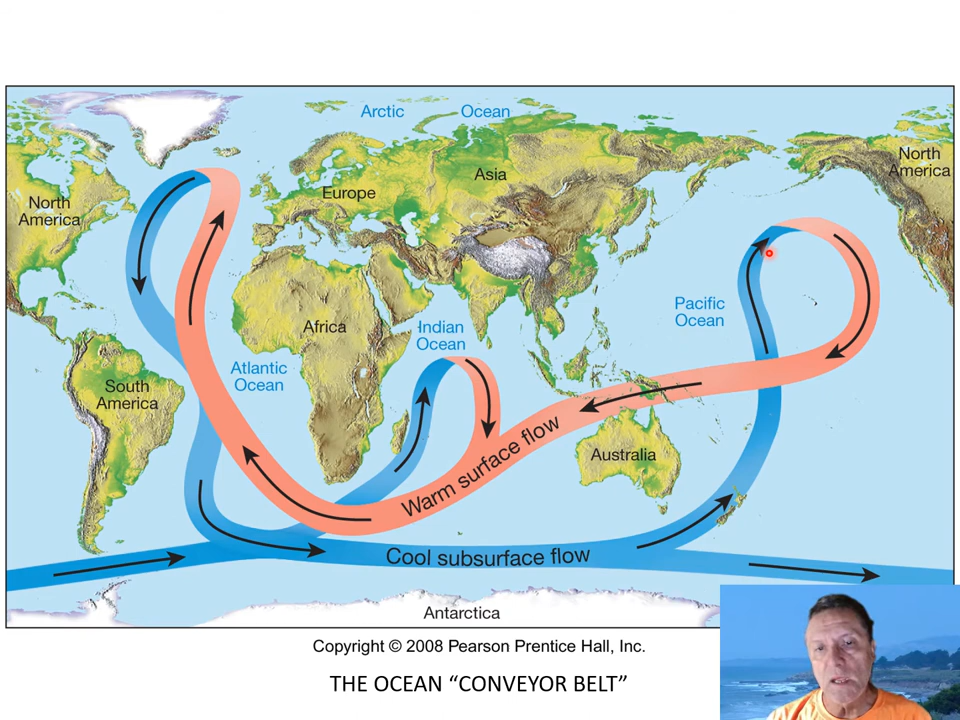 Arctic Ocean
North
America
Asia
Europe
North
America
Pacific
Ocean
Africa
Indian
Ocean
Atlantic
Ocean
South
America
Australia
Warm surface flow
Cool subsurface flow
Antarctica
Copyright © 2008 Pearson Prentice Hall, Inc.
THE OCEAN “CONVEYOR BELT”